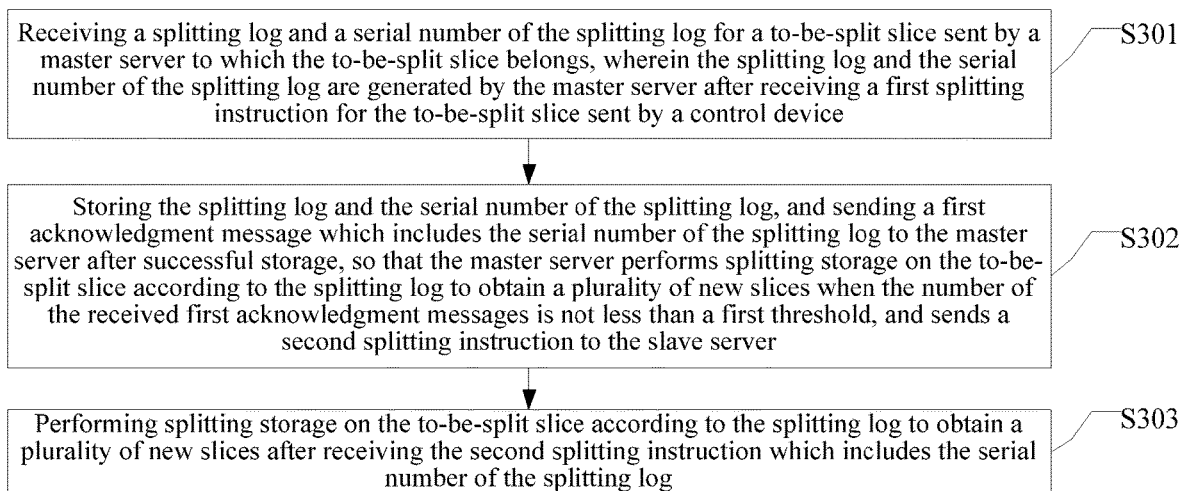 Receiving a splitting log and a serial number of the splitting log for a to-be-split slice sent by a
master server to which the to-be-split slice belongs, wherein the splitting log and the serial
number of the splitting log are generated by the master server after receiving a first splitting
instruction for the to-be-split slice sent by a control device
S301
Storing the splitting log and the serial number of the splitting log, and sending a first
acknowledgment message which includes the serial number of the splitting log to the master
server after successful storage, so that the master server performs splitting storage on the to-be-
split slice according to the splitting log to obtain a plurality of new slices when the number of
the received first acknowledgment messages is not less than a first threshold, and sends a
second splitting instruction to the slave server
S302
Performing splitting storage on the to-be-split slice according to the splitting log to obtain a
plurality of new slices after receiving the second splitting instruction which includes the serial
number of the splitting log
S303